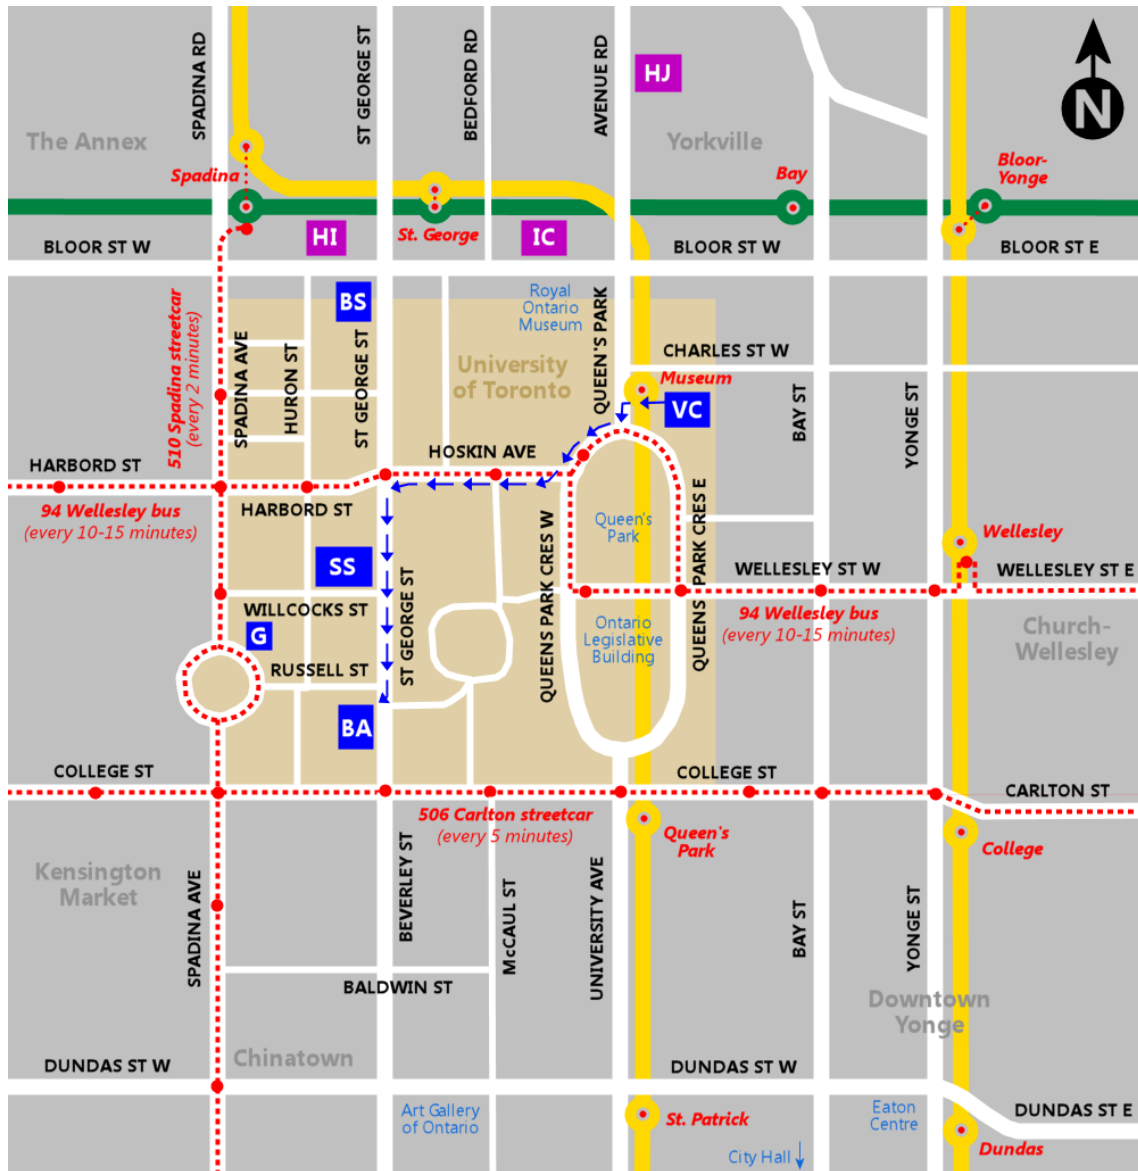 SPADINA RD
ST GEORGE ST
BEDFORD RD
AVENUE RD
HJ
N
The Annex
Yorkville
Spadina
Bay
Bloor-
Yonge
HI
St. George
IC
BLOOR ST W
BLOOR ST W
BLOOR ST E
510 Spadina streetcar
(every 2 minutes)
BS
Royal
Ontario
Museum
QUEEN'S PARK
SPADINA AVE
HURON ST
ST GEORGE ST
University
of Toronto
CHARLES ST W
Museum
VC
BAY ST
YONGE ST
HOSKIN AVE
HARBORD ST
94 Wellesley bus
(every 10-15 minutes)
HARBORD ST
QUEENS PARK CRES W
Queen's
Park
QUEENS PARK CRES E
Wellesley
SS
ST GEORGE ST
WELLESLEY ST W
WELLESLEY ST E
WILLCOCKS ST
94 Wellesley bus
(every 10-15 minutes)
G
Ontario
Legislative
Building
Church-
Wellesley
RUSSELL ST
BA
COLLEGE ST
COLLEGE ST
CARLTON ST
506 Carlton streetcar
(every 5 minutes)
Queen's
Park
College
Kensington
Market
SPADINA AVE
BEVERLEY ST
McCAUL ST
UNIVERSITY AVE
BAY ST
YONGE ST
BALDWIN ST
Downtown
Yonge
Chinatown
DUNDAS ST W
DUNDAS ST W
DUNDAS ST E
Art Gallery
of Ontario
St. Patrick
Eaton
Centre
Dundas
City Hall